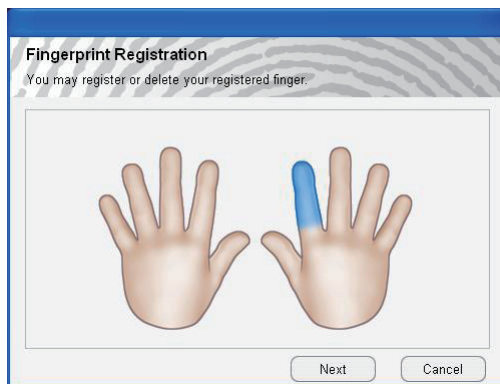 Fingerprint Registration
You may register or delete your registered finger.
Next
Cancel